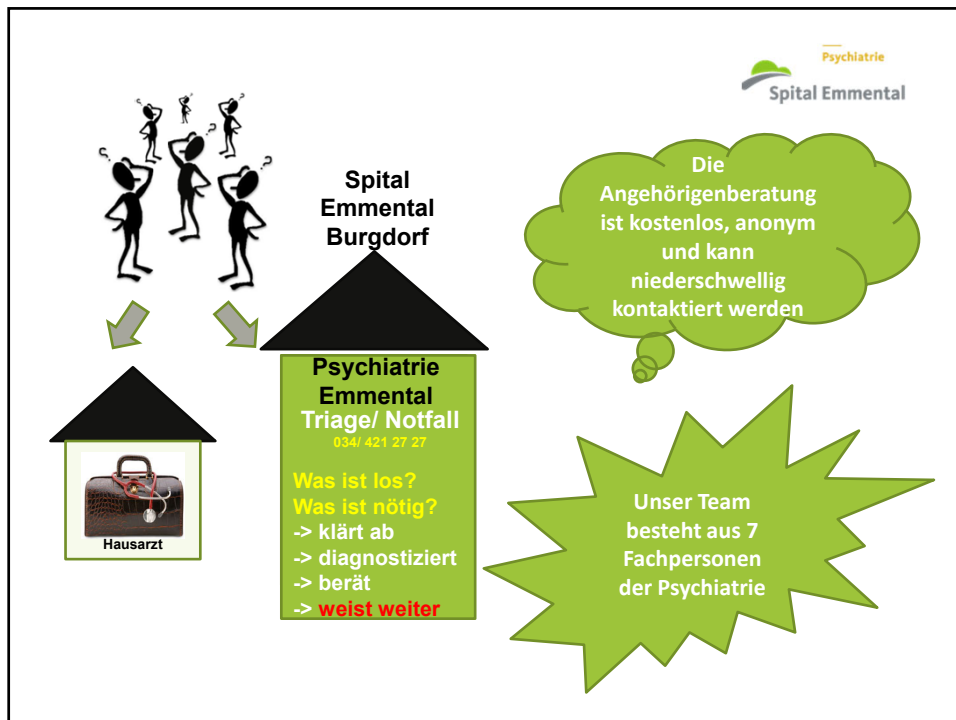 Psychiatrie
Spital Emmental
? ? ? ? ?
Spital
Emmental
Burgdorf
Die
Angehörigenberatung
ist kostenlos, anonym
und kann
niederschwellig
kontaktiert werden
Psychiatrie
Emmental
Triage/ Notfall
034/ 421 27 27
Was ist los?
Was ist nötig?
-> klärt ab
-> diagnostiziert
-> berät
-> weist weiter
Hausarzt
Unser Team
besteht aus 7
Fachpersonen
der Psychiatrie